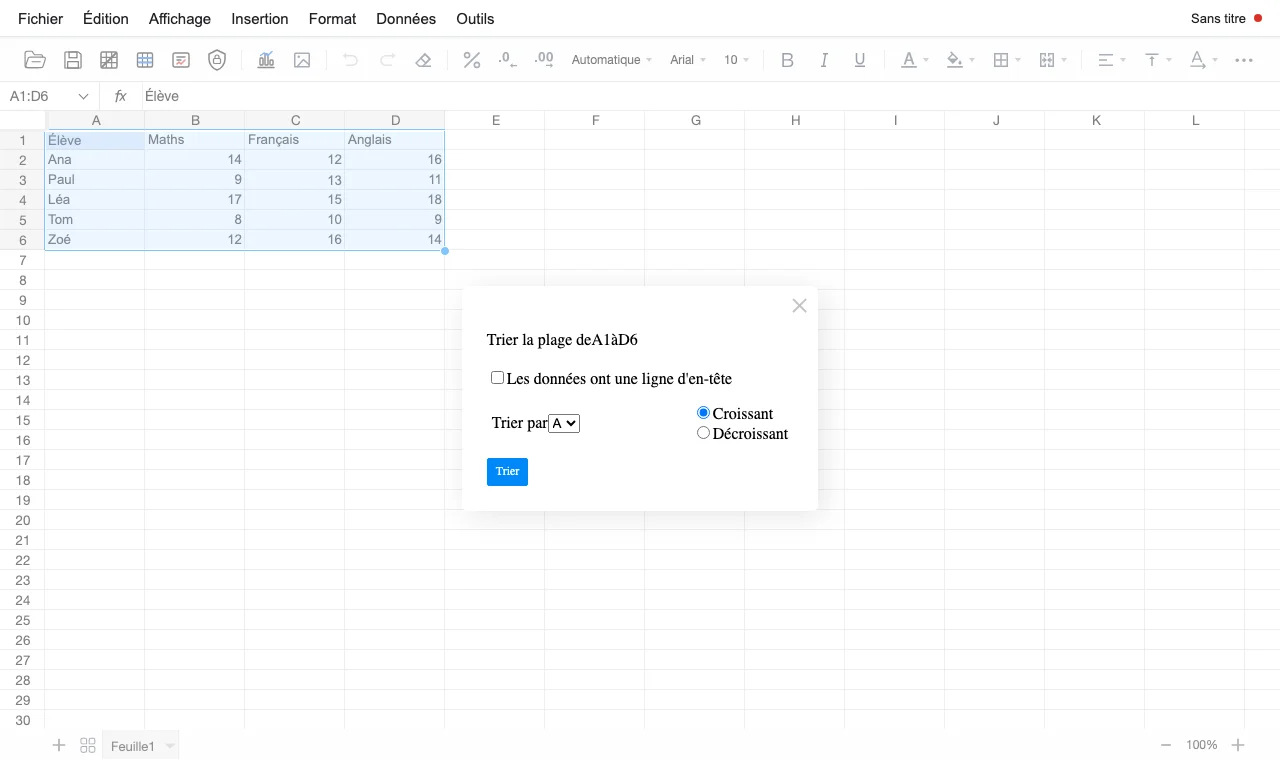 Fichier Édition Affichage Insertion Format Données Outils Sans titre
% .0 .00 Automatique Arial 10 B I U A A
A1:D6 fx Élève
A B C D E F G H I J K L
1 Élève Maths Français Anglais
2 Ana 14 12 16
3 Paul 9 13 11
4 Léa 17 15 18
5 Tom 8 10 9
6 Zoé 12 16 14
7
8
9
10
11
12
13
14
15
16
17
18
19
20
21
22
23
24
25
26
27
28
29
30
Trier la plage deA1àD6
Les données ont une ligne d'en-tête
Trier par A
Croissant
Décroissant
Trier
Feuille1 100%